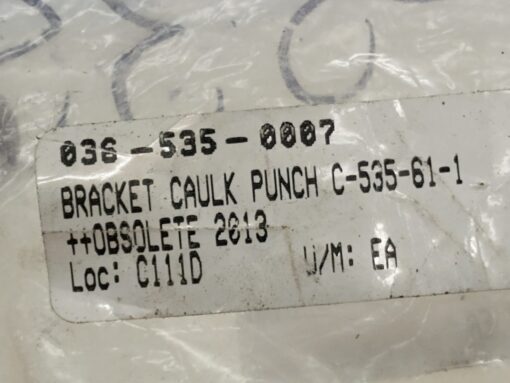 036-535-0007
BRACKET CAULK PUNCH C-535-61-1
++OBSOLETE 2013
Loc: C111D U/M: EA